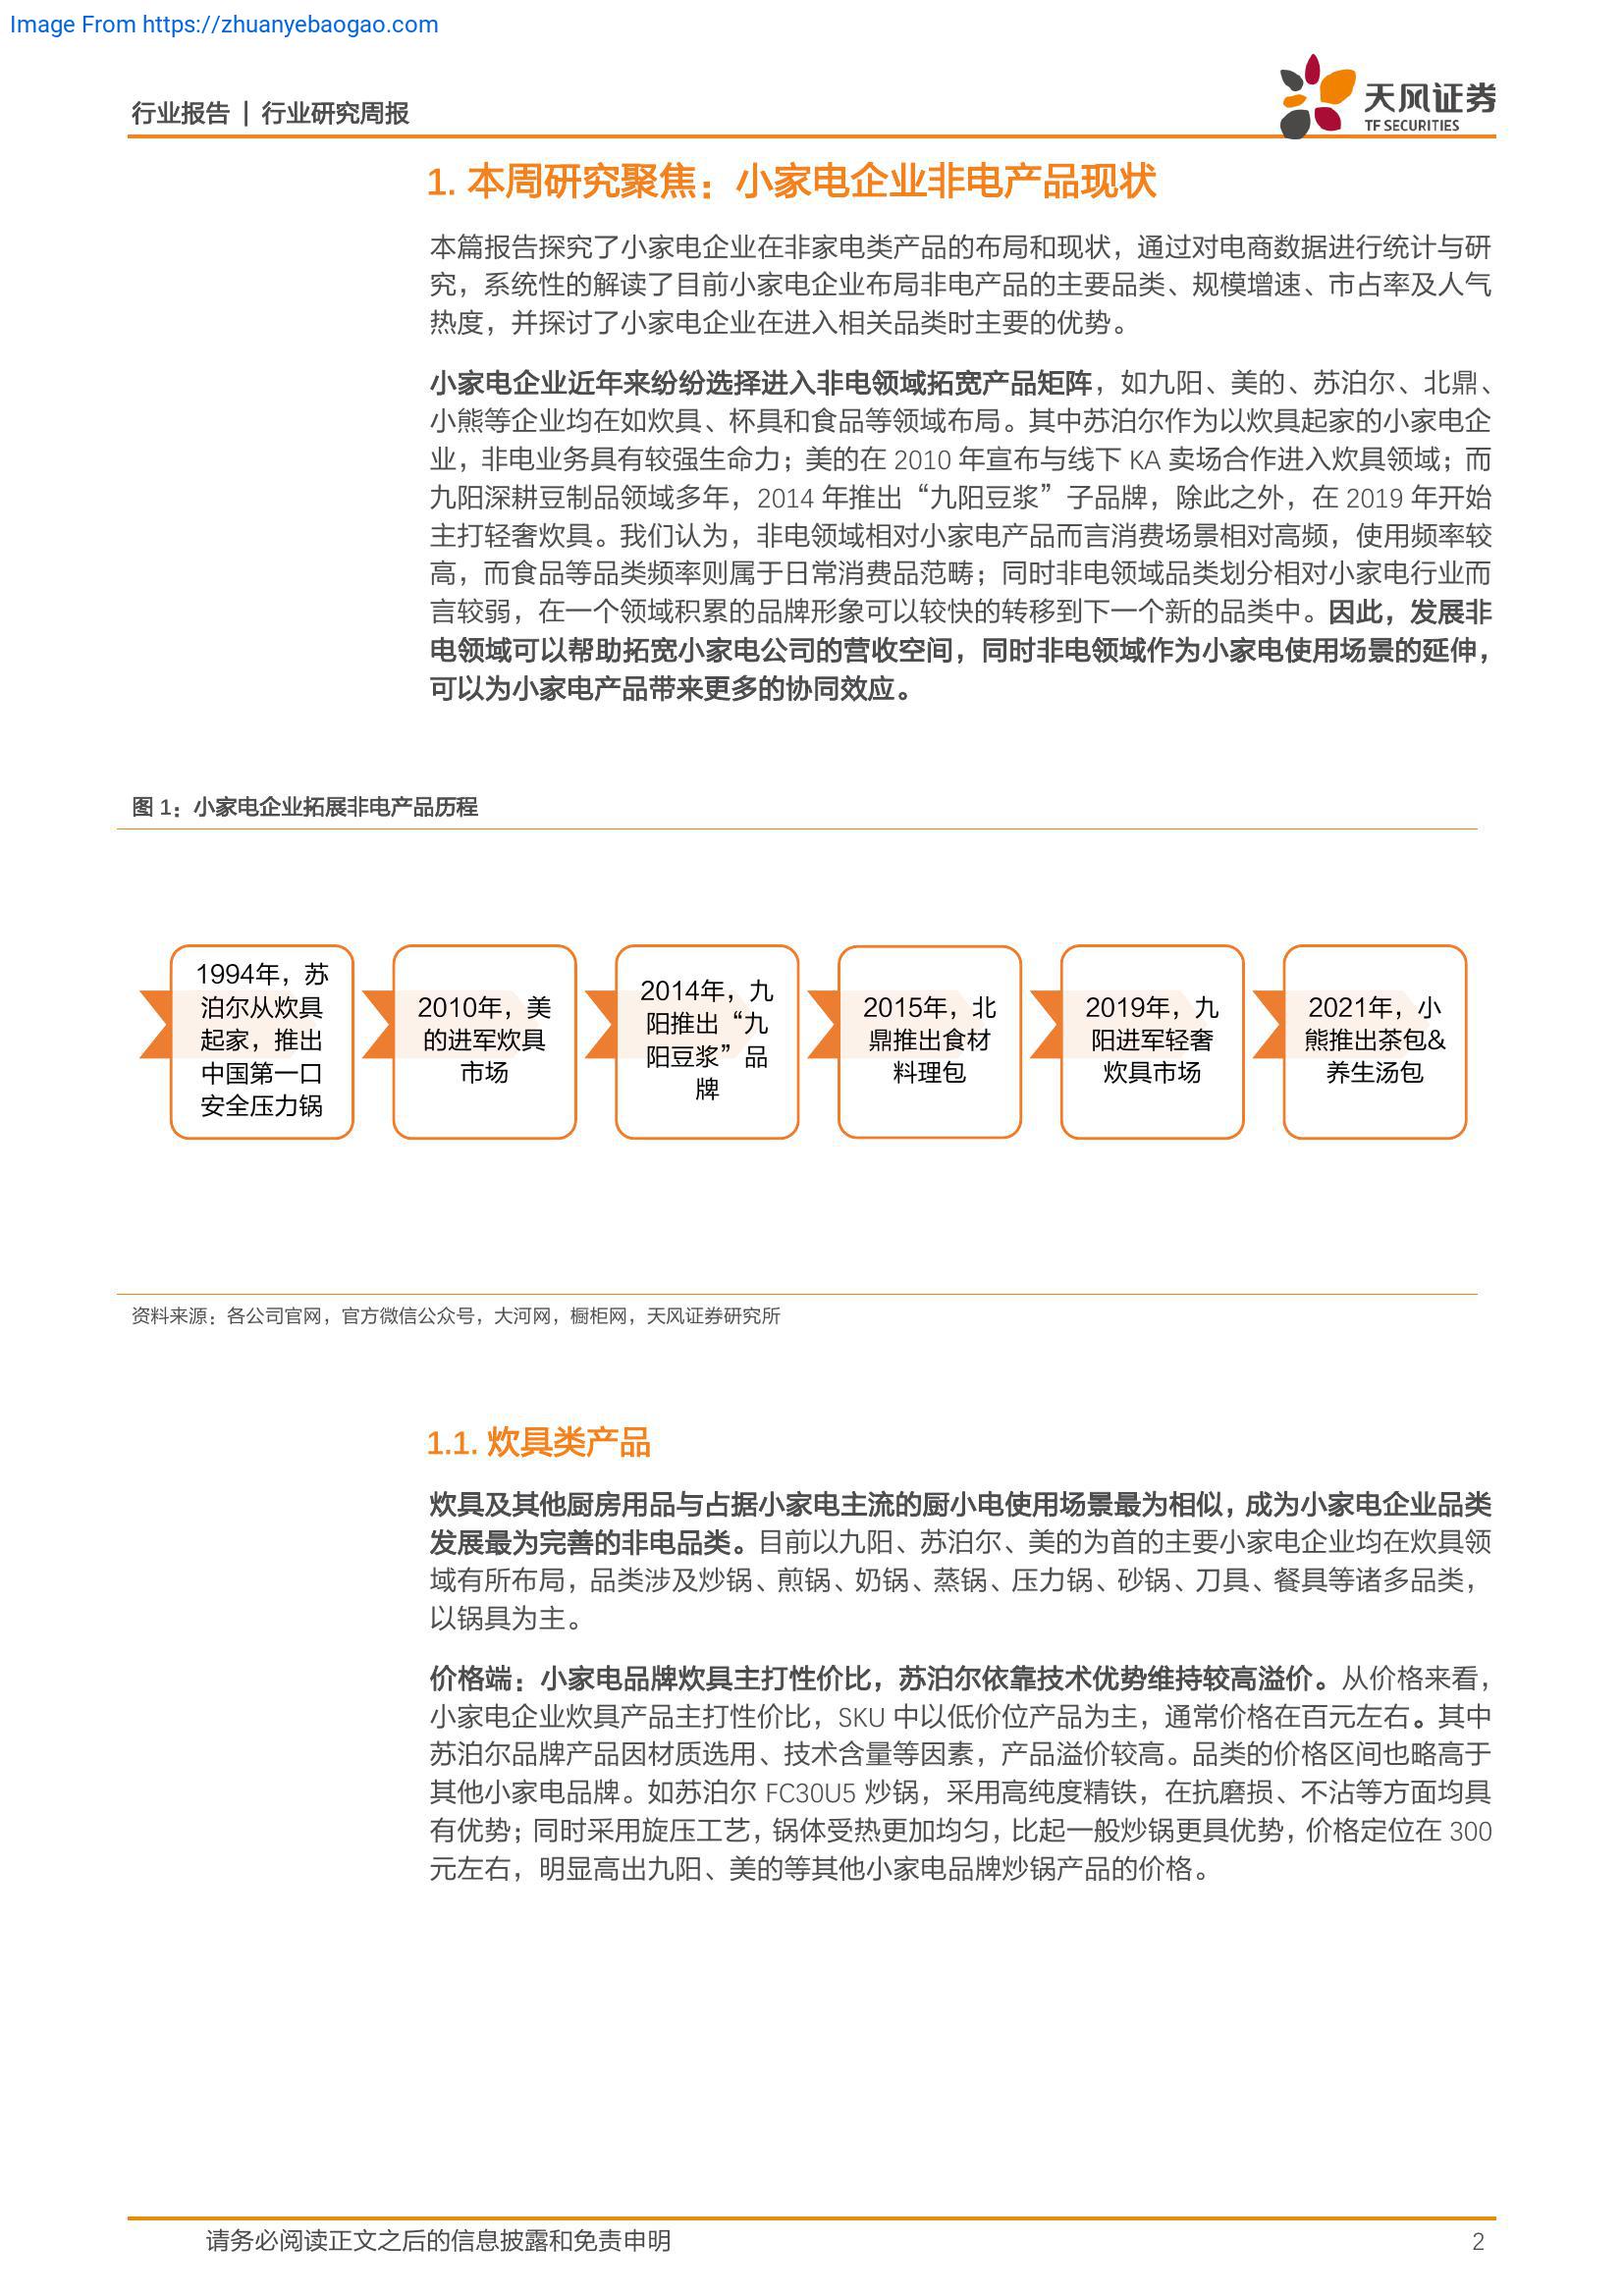 Image From https://zhuanyebaogao.com
行业报告 | 行业研究周报
天风证券
TF SECURITIES
1. 本周研究聚焦：小家电企业非电产品现状
本篇报告探究了小家电企业在非家电类产品的布局和现状，通过对电商数据进行统计与研
究，系统性的解读了目前小家电企业布局非电产品的主要品类、规模增速、市占率及人气
热度，并探讨了小家电企业在进入相关品类时主要的优势。
小家电企业近年来纷纷选择进入非电领域拓宽产品矩阵，如九阳、美的、苏泊尔、北鼎、
小熊等企业均在如炊具、杯具和食品等领域布局。其中苏泊尔作为以炊具起家的小家电企
业，非电业务具有较强生命力；美的在 2010 年宣布与线下 KA 卖场合作进入炊具领域；而
九阳深耕豆制品领域多年，2014 年推出“九阳豆浆”子品牌，除此之外，在 2019 年开始
主打轻奢炊具。我们认为，非电领域相对小家电产品而言消费场景相对高频，使用频率较
高，而食品等品类频率则属于日常消费品范畴；同时非电领域品类划分相对小家电行业而
言较弱，在一个领域积累的品牌形象可以较快的转移到下一个新的品类中。因此，发展非
电领域可以帮助拓宽小家电公司的营收空间，同时非电领域作为小家电使用场景的延伸，
可以为小家电产品带来更多的协同效应。
图 1：小家电企业拓展非电产品历程
1994年，苏
泊尔从炊具
起家，推出
中国第一口
安全压力锅
2010年，美
的进军炊具
市场
2014年，九
阳推出“九
阳豆浆”品
牌
2015年，北
鼎推出食材
料理包
2019年，九
阳进军轻奢
炊具市场
2021年，小
熊推出茶包&
养生汤包
资料来源：各公司官网，官方微信公众号，大河网，橱柜网，天风证券研究所
1.1. 炊具类产品
炊具及其他厨房用品与占据小家电主流的厨小电使用场景最为相似，成为小家电企业品类
发展最为完善的非电品类。目前以九阳、苏泊尔、美的为首的主要小家电企业均在炊具领
域有所布局，品类涉及炒锅、煎锅、奶锅、蒸锅、压力锅、砂锅、刀具、餐具等诸多品类，
以锅具为主。
价格端：小家电品牌炊具主打性价比，苏泊尔依靠技术优势维持较高溢价。从价格来看，
小家电企业炊具产品主打性价比，SKU 中以低价位产品为主，通常价格在百元左右。其中
苏泊尔品牌产品因材质选用、技术含量等因素，产品溢价较高。品类的价格区间也略高于
其他小家电品牌。如苏泊尔 FC30U5 炒锅，采用高纯度精铁，在抗磨损、不沾等方面均具
有优势；同时采用旋压工艺，锅体受热更加均匀，比起一般炒锅更具优势，价格定位在 300
元左右，明显高出九阳、美的等其他小家电品牌炒锅产品的价格。
请务必阅读正文之后的信息披露和免责申明
2